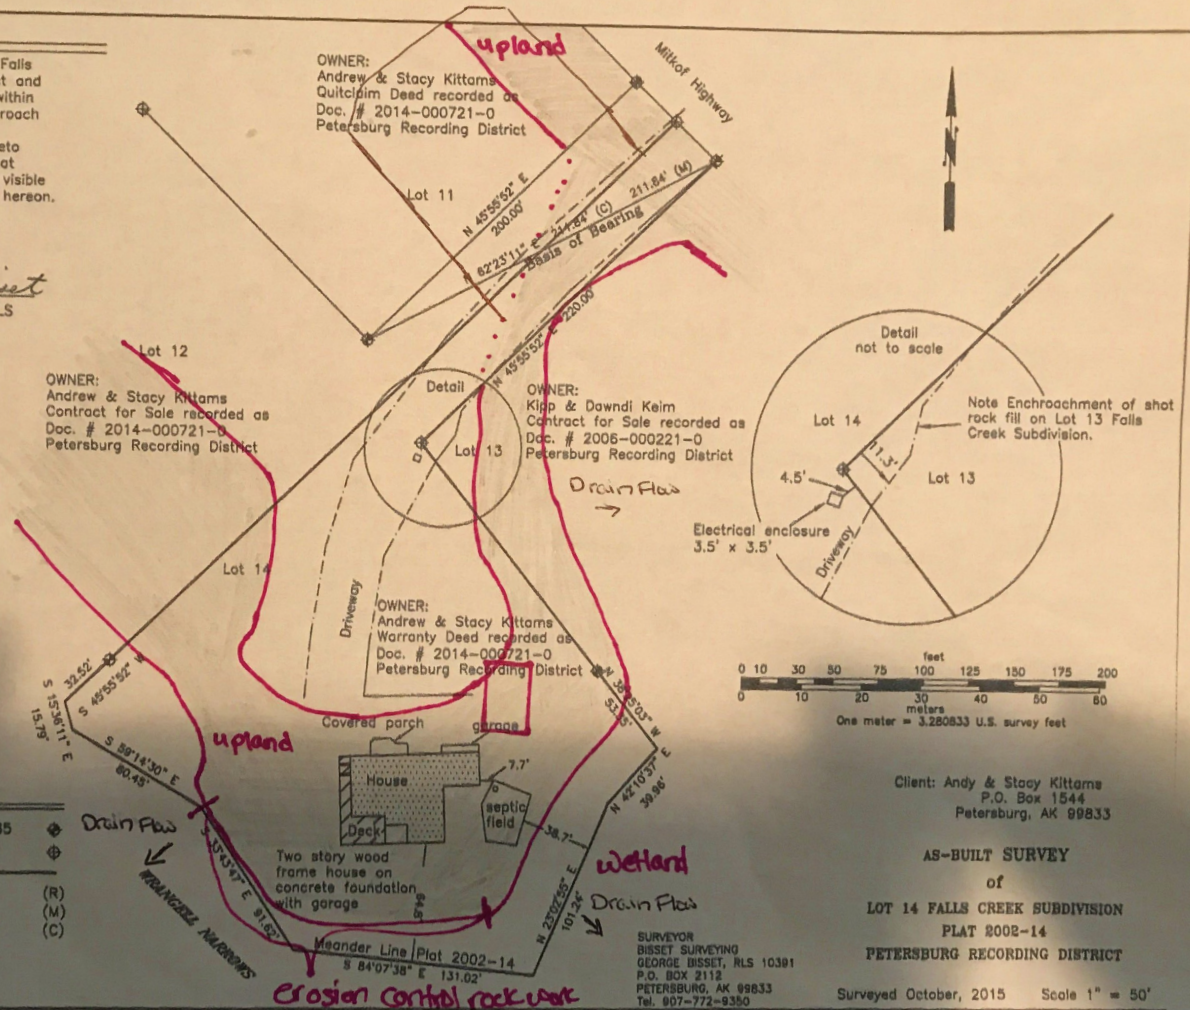 Falls
t and
within
roach
eto
at
visible
hereon.
LS
OWNER:
Andrew & Stacy Kittams
Quitclaim Deed recorded as
Doc. # 2014-000721-0
Petersburg Recording District
upland
Mitkof Highway
N
Lot 11
N 45°55'52" E
200.00'
N 62°23'11" E 211.84' (C)
211.84' (M)
Basis of Bearing
N 45°55'52" E 220.00'
Lot 12
OWNER:
Andrew & Stacy Kittams
Contract for Sale recorded as
Doc. # 2014-000721-0
Petersburg Recording District
Detail
Lot 13
OWNER:
Kipp & Dawndi Keim
Contract for Sale recorded as
Doc. # 2006-000221-0
Petersburg Recording District
Drain Flow
Detail
not to scale
Lot 14
Note Enchroachment of shot
rock fill on Lot 13 Falls
Creek Subdivision.
11.3'
4.5'
Lot 13
Electrical enclosure
3.5' x 3.5'
Driveway
Lot 14
Driveway
OWNER:
Andrew & Stacy Kittams
Warranty Deed recorded as
Doc. # 2014-000721-0
Petersburg Recording District
32.52'
S 45°55'52" W
S 15°36'11" E
15.79'
S 59°14'30" E
80.45'
53.55'
N 42°10'37" E
39.96'
feet
0 10 30 50 75 100 125 150 175 200
0 10 20 30 40 50 60
meters
One meter = 3.280833 U.S. survey feet
upland
Covered porch
garage
House
7.7'
septic
field
Deck
38.7'
Two story wood
frame house on
concrete foundation
with garage
64.8'
wetland
Drain Flow
Drain Flow
WRANGELL NARROWS
S 35°43'47" E 91.62'
N 23°02'55" E
101.24'
Meander Line Plat 2002-14
S 84°07'38" E 131.02'
erosion control rock work
(R)
(M)
(C)
SURVEYOR
BISSET SURVEYING
GEORGE BISSET, RLS 10391
P.O. BOX 2112
PETERSBURG, AK 99833
Tel. 907-772-9350
Client: Andy & Stacy Kittams
P.O. Box 1544
Petersburg, AK 99833
AS-BUILT SURVEY
of
LOT 14 FALLS CREEK SUBDIVISION
PLAT 2002-14
PETERSBURG RECORDING DISTRICT
Surveyed October, 2015 Scale 1" = 50'